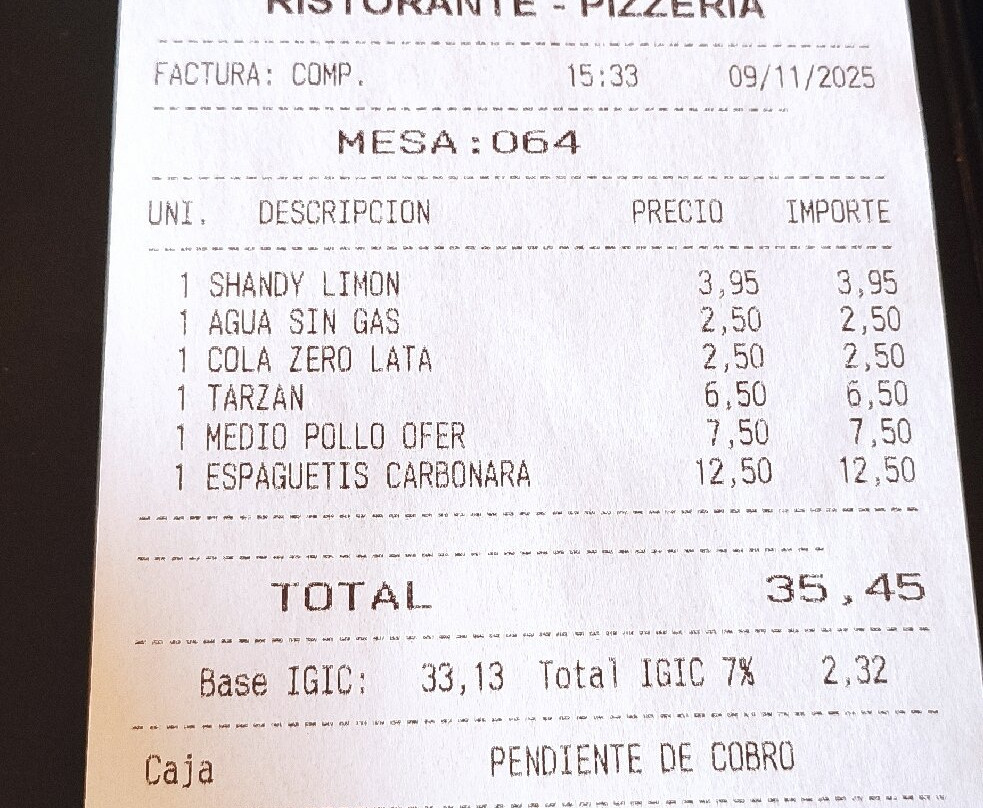 RISTORANTE - PIZZERIA
FACTURA: COMP. 15:33 09/11/2025
MESA:064
UNI. DESCRIPCION PRECIO IMPORTE
1 SHANDY LIMON 3,95 3,95
1 AGUA SIN GAS 2,50 2,50
1 COLA ZERO LATA 2,50 2,50
1 TARZAN 6,50 6,50
1 MEDIO POLLO OFER 7,50 7,50
1 ESPAGUETIS CARBONARA 12,50 12,50
TOTAL 35,45
Base IGIC: 33,13 Total IGIC 7% 2,32
Caja PENDIENTE DE COBRO